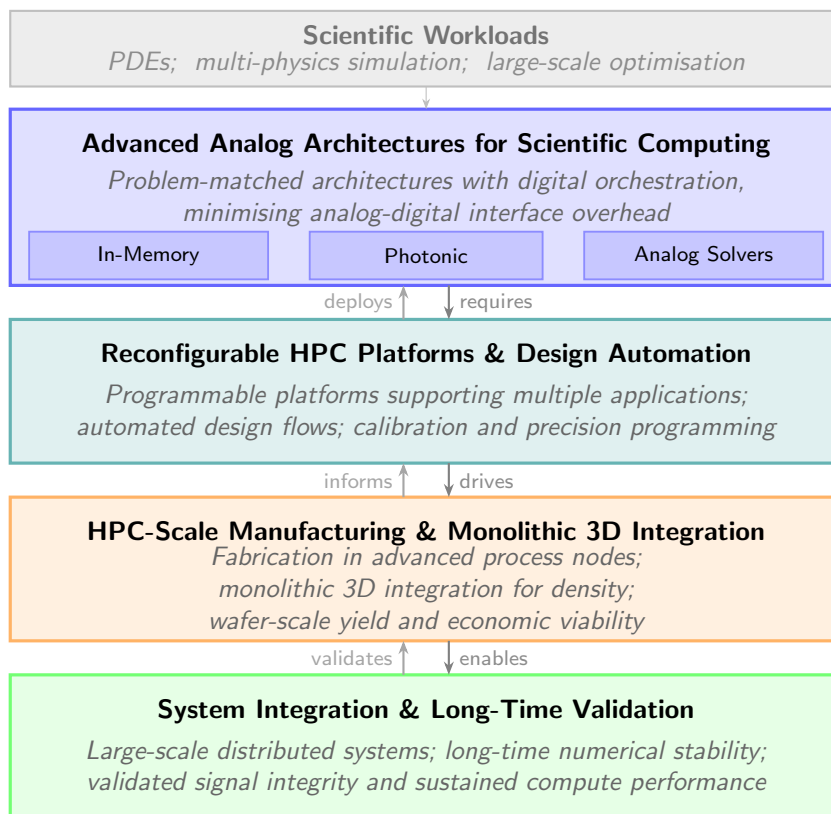 Scientific Workloads
PDEs; multi-physics simulation; large-scale optimisation
Advanced Analog Architectures for Scientific Computing
Problem-matched architectures with digital orchestration,
minimising analog-digital interface overhead
In-Memory
Photonic
Analog Solvers
deploys
requires
Reconfigurable HPC Platforms & Design Automation
Programmable platforms supporting multiple applications;
automated design flows; calibration and precision programming
informs
drives
HPC-Scale Manufacturing & Monolithic 3D Integration
Fabrication in advanced process nodes;
monolithic 3D integration for density;
wafer-scale yield and economic viability
validates
enables
System Integration & Long-Time Validation
Large-scale distributed systems; long-time numerical stability;
validated signal integrity and sustained compute performance